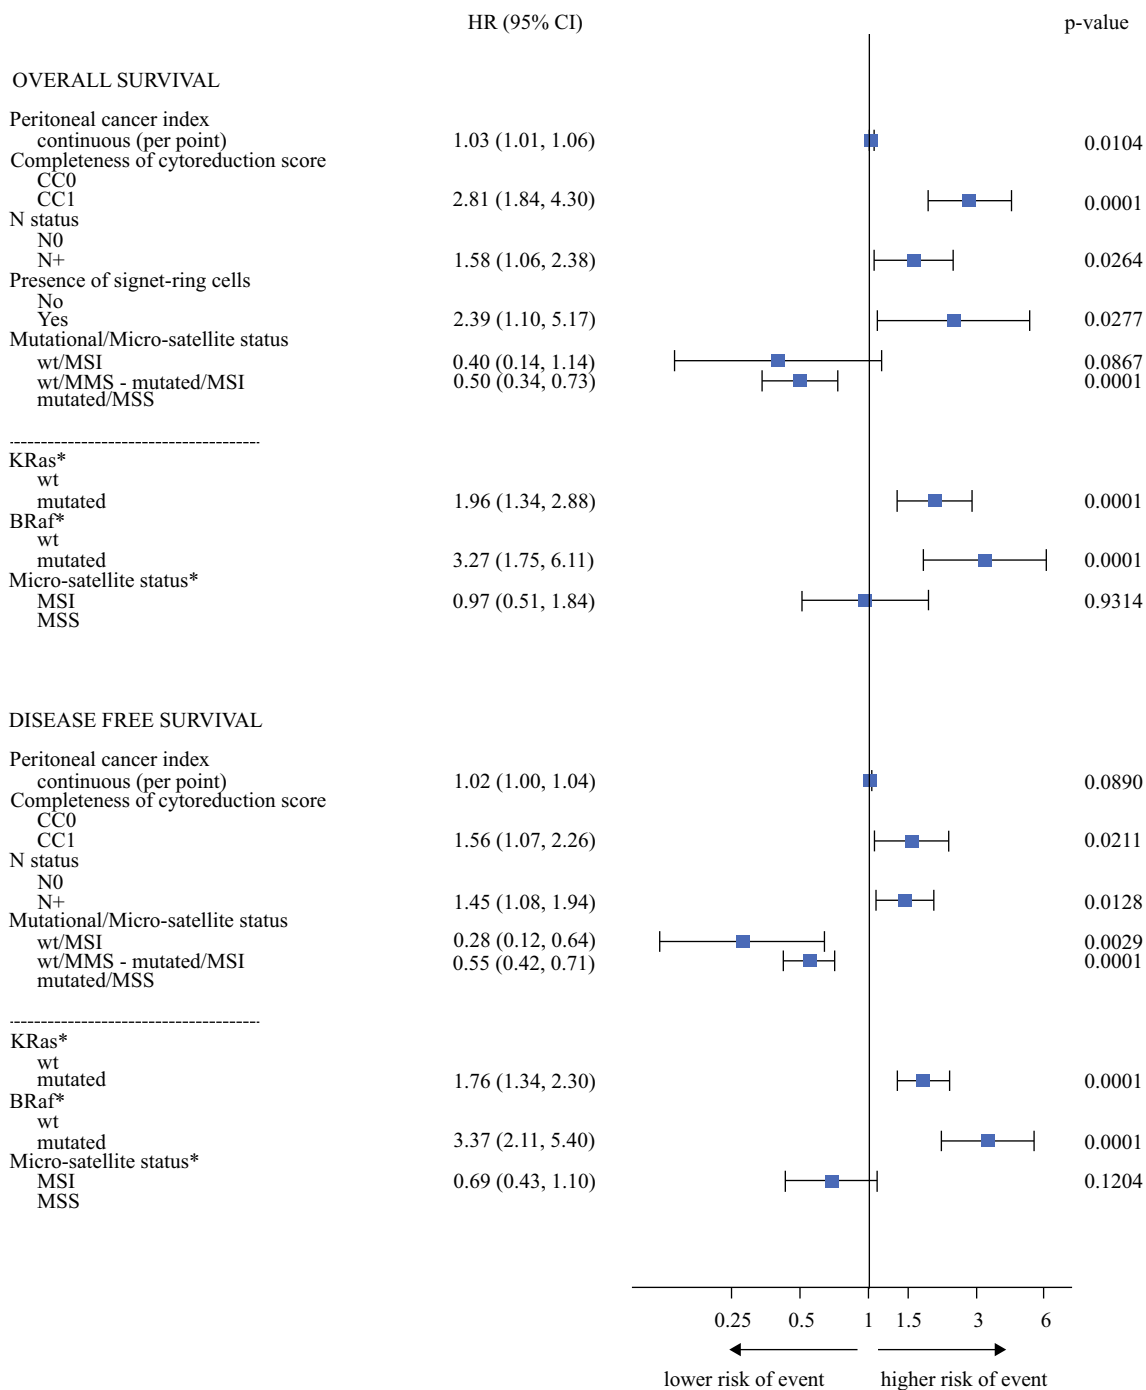 HR (95% CI) p-value
OVERALL SURVIVAL
Peritoneal cancer index
continuous (per point) 1.03 (1.01, 1.06) 0.0104
Completeness of cytoreduction score
CC0
CC1 2.81 (1.84, 4.30) 0.0001
N status
N0
N+ 1.58 (1.06, 2.38) 0.0264
Presence of signet-ring cells
No
Yes 2.39 (1.10, 5.17) 0.0277
Mutational/Micro-satellite status
wt/MSI 0.40 (0.14, 1.14) 0.0867
wt/MMS - mutated/MSI 0.50 (0.34, 0.73) 0.0001
mutated/MSS
KRas*
wt
mutated 1.96 (1.34, 2.88) 0.0001
BRaf*
wt
mutated 3.27 (1.75, 6.11) 0.0001
Micro-satellite status*
MSI 0.97 (0.51, 1.84) 0.9314
MSS
DISEASE FREE SURVIVAL
Peritoneal cancer index
continuous (per point) 1.02 (1.00, 1.04) 0.0890
Completeness of cytoreduction score
CC0
CC1 1.56 (1.07, 2.26) 0.0211
N status
N0
N+ 1.45 (1.08, 1.94) 0.0128
Mutational/Micro-satellite status
wt/MSI 0.28 (0.12, 0.64) 0.0029
wt/MMS - mutated/MSI 0.55 (0.42, 0.71) 0.0001
mutated/MSS
KRas*
wt
mutated 1.76 (1.34, 2.30) 0.0001
BRaf*
wt
mutated 3.37 (2.11, 5.40) 0.0001
Micro-satellite status*
MSI 0.69 (0.43, 1.10) 0.1204
MSS
0.25 0.5 1 1.5 3 6
lower risk of event higher risk of event